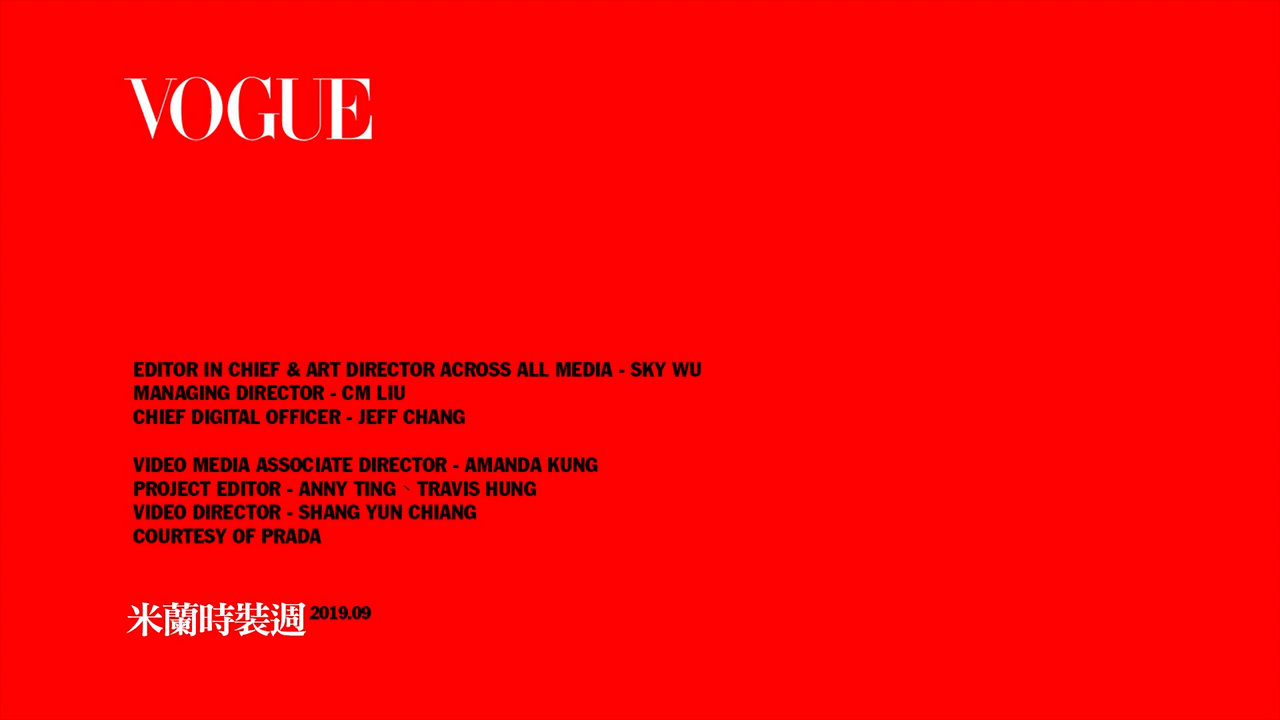 VOGUE
EDITOR IN CHIEF & ART DIRECTOR ACROSS ALL MEDIA - SKY WU
MANAGING DIRECTOR - CM LIU
CHIEF DIGITAL OFFICER - JEFF CHANG
VIDEO MEDIA ASSOCIATE DIRECTOR - AMANDA KUNG
PROJECT EDITOR - ANNY TING、TRAVIS HUNG
VIDEO DIRECTOR - SHANG YUN CHIANG
COURTESY OF PRADA
米蘭時裝週 2019.09